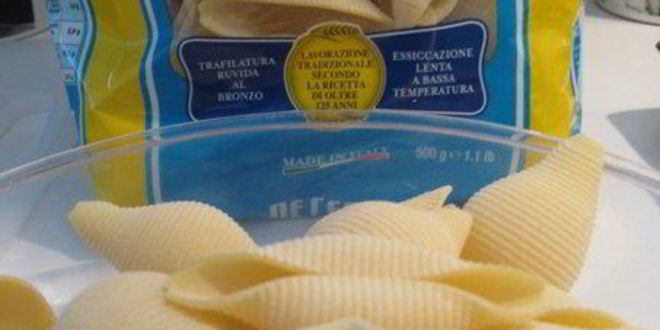 TRAFILATURA
RUVIDA
AL
BRONZO
LAVORAZIONE
TRADIZIONALE
SECONDO
LA RICETTA
DI OLTRE
125 ANNI
ESSICCAZIONE
LENTA
A BASSA
TEMPERATURA
MADE IN ITALY
500 g e 1.1 lb